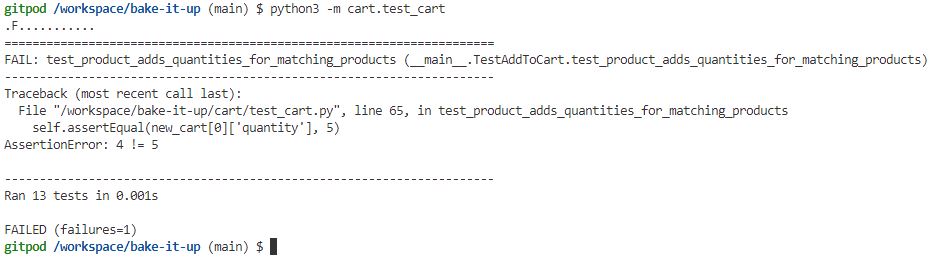 gitpod /workspace/bake-it-up (main) $ python3 -m cart.test_cart
.F...........
======================================================================
FAIL: test_product_adds_quantities_for_matching_products (__main__.TestAddToCart.test_product_adds_quantities_for_matching_products)
----------------------------------------------------------------------
Traceback (most recent call last):
  File "/workspace/bake-it-up/cart/test_cart.py", line 65, in test_product_adds_quantities_for_matching_products
    self.assertEqual(new_cart[0]['quantity'], 5)
AssertionError: 4 != 5
----------------------------------------------------------------------
Ran 13 tests in 0.001s
FAILED (failures=1)
gitpod /workspace/bake-it-up (main) $